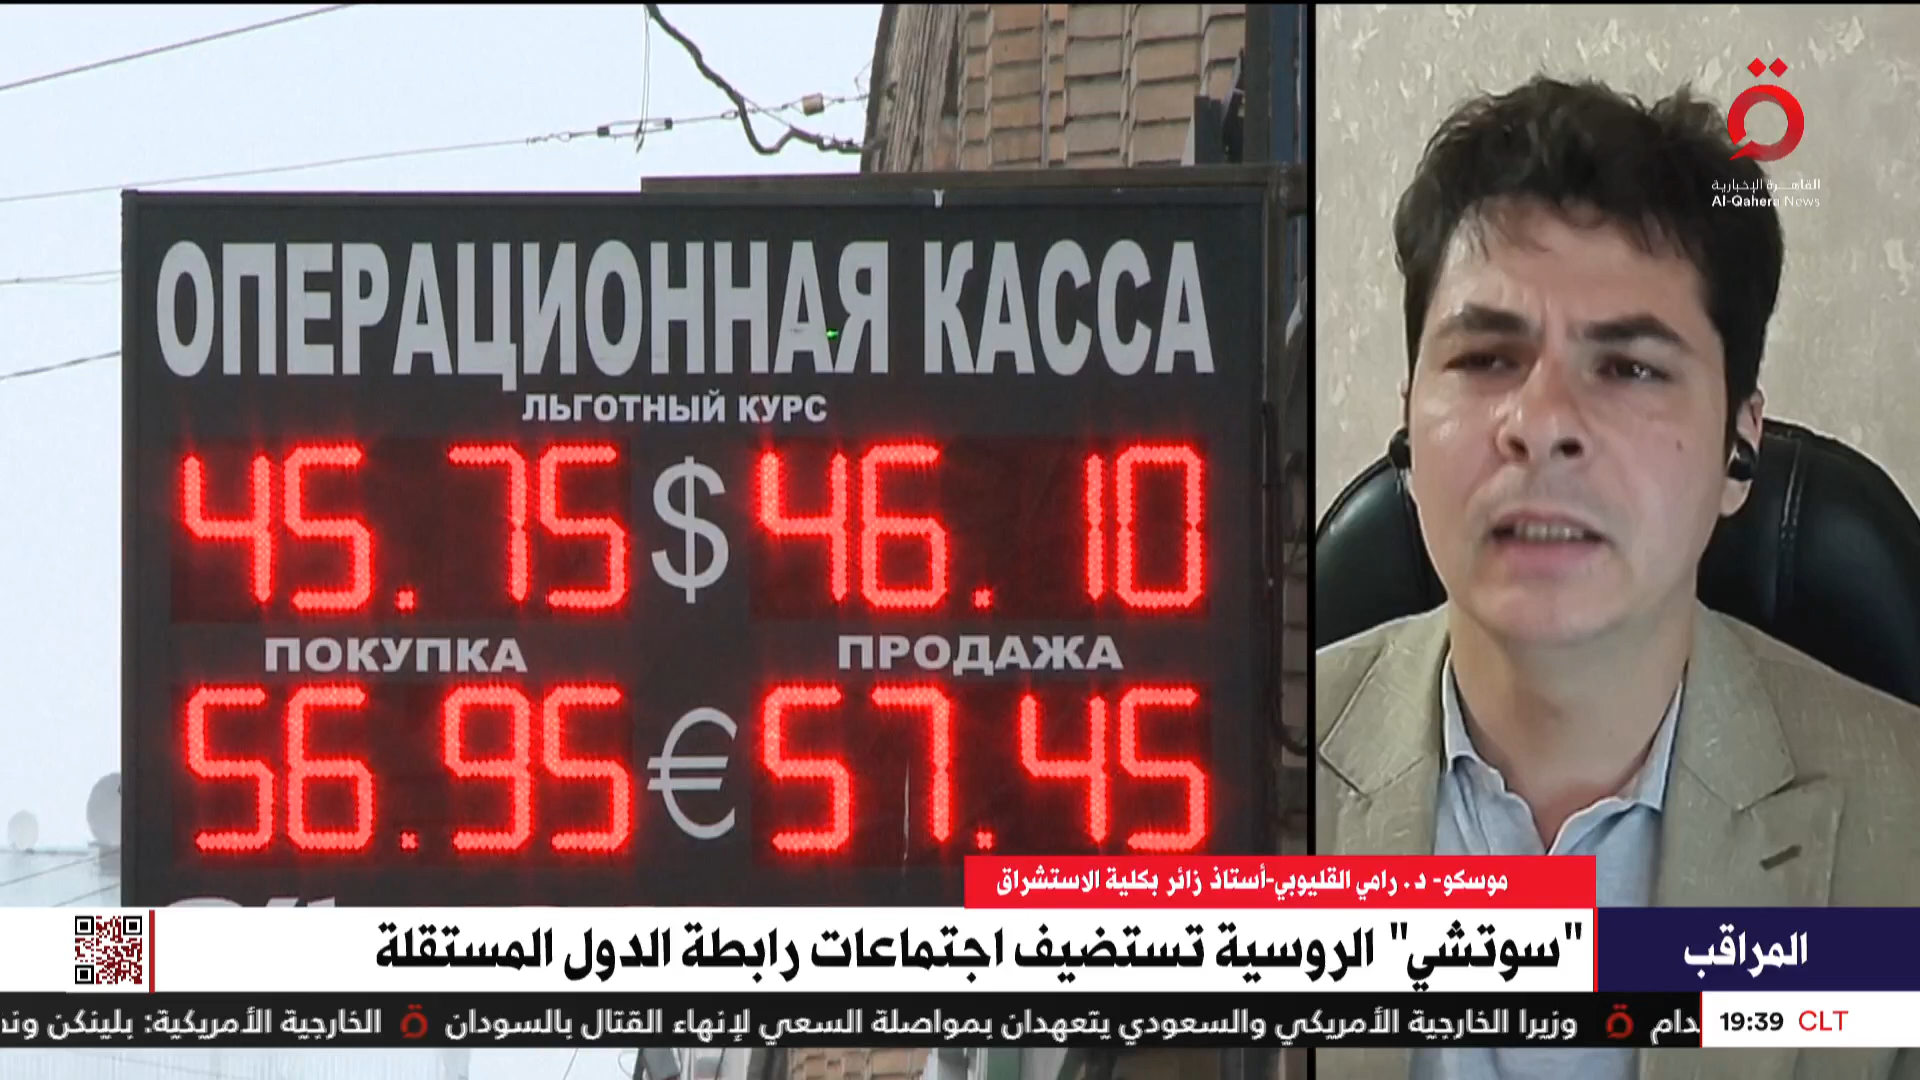 القاهرة الإخبارية
Al-Qahera News
ОПЕРАЦИОННАЯ КАССА
ЛЬГОТНЫЙ КУРС
45.75 $ 46.10
ПОКУПКА ПРОДАЖА
56.95 € 57.45
موسكو- د. رامي القليوبي-أستاذ زائر بكلية الاستشراق
المراقب
"سوتشي" الروسية تستضيف اجتماعات رابطة الدول المستقلة
وزيرا الخارجية الأمريكي والسعودي يتعهدان بمواصلة السعي لإنهاء القتال بالسودان
الخارجية الأمريكية: بلينكن
19:39 CLT